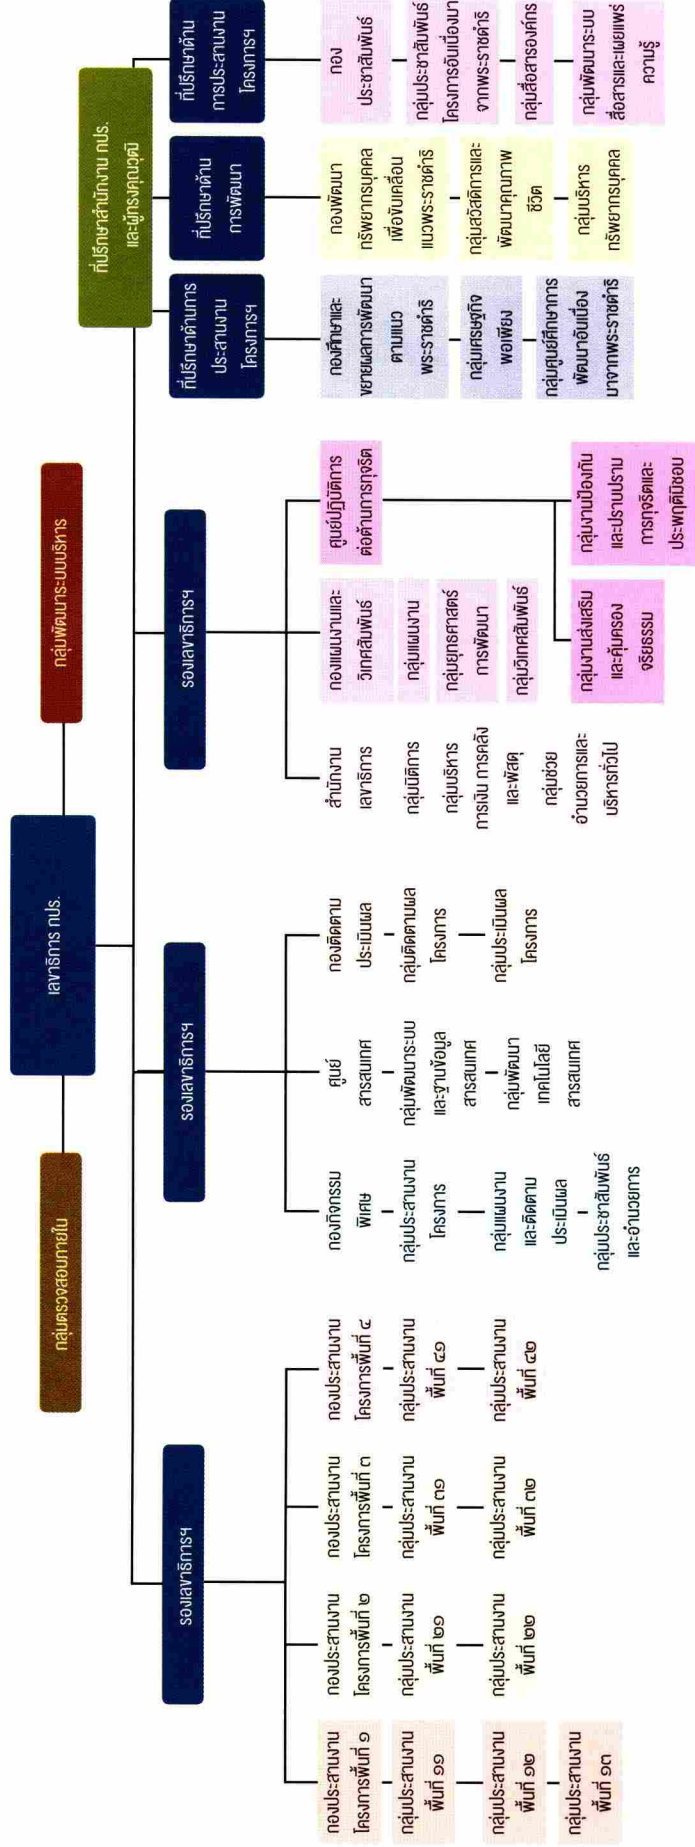 เลขาธิการ กปร.
กลุ่มตรวจสอบภายใน
กลุ่มพัฒนาระบบบริหาร
ที่ปรึกษาสำนักงาน กปร.
และผู้ทรงคุณวุฒิ
รองเลขาธิการฯ
กองประสานงาน
โครงการพื้นที่ ๑
กลุ่มประสานงาน
พื้นที่ ๑๑
กลุ่มประสานงาน
พื้นที่ ๑๒
กลุ่มประสานงาน
พื้นที่ ๑๓
กองประสานงาน
โครงการพื้นที่ ๒
กลุ่มประสานงาน
พื้นที่ ๒๑
กลุ่มประสานงาน
พื้นที่ ๒๒
กองประสานงาน
โครงการพื้นที่ ๓
กลุ่มประสานงาน
พื้นที่ ๓๑
กลุ่มประสานงาน
พื้นที่ ๓๒
กองประสานงาน
โครงการพื้นที่ ๔
กลุ่มประสานงาน
พื้นที่ ๔๑
กลุ่มประสานงาน
พื้นที่ ๔๒
รองเลขาธิการฯ
กองกิจกรรม
พิเศษ
กลุ่มประสานงาน
โครงการ
กลุ่มแผนงาน
และติดตาม
ประเมินผล
กลุ่มประชาสัมพันธ์
และอำนวยการ
ศูนย์
สารสนเทศ
กลุ่มพัฒนาระบบ
และฐานข้อมูล
สารสนเทศ
กลุ่มพัฒนา
เทคโนโลยี
สารสนเทศ
กองติดตาม
ประเมินผล
กลุ่มติดตามผล
โครงการ
กลุ่มประเมินผล
โครงการ
รองเลขาธิการฯ
สำนักงาน
เลขาธิการ
กลุ่มนิติการ
กลุ่มบริหาร
การเงิน การคลัง
และพัสดุ
กลุ่มช่วย
อำนวยการและ
บริหารทั่วไป
กองแผนงานและ
วิเทศสัมพันธ์
กลุ่มแผนงาน
กลุ่มยุทธศาสตร์
การพัฒนา
กลุ่มวิเทศสัมพันธ์
ศูนย์ปฏิบัติการ
ต่อต้านการทุจริต
กลุ่มงานส่งเสริม
และคุ้มครอง
จริยธรรม
กลุ่มงานป้องกัน
และปราบปราม
การทุจริตและ
ประพฤติมิชอบ
ที่ปรึกษาด้านการ
ประสานงาน
โครงการฯ
กองศึกษาและ
ขยายผลการพัฒนา
ตามแนว
พระราชดำริ
กลุ่มเศรษฐกิจ
พอเพียง
กลุ่มศูนย์ศึกษาการ
พัฒนาอันเนื่อง
มาจากพระราชดำริ
ที่ปรึกษาด้าน
การพัฒนา
กองพัฒนา
ทรัพยากรบุคคล
เพื่อขับเคลื่อน
แนวพระราชดำริ
กลุ่มสวัสดิการและ
พัฒนาคุณภาพ
ชีวิต
กลุ่มบริหาร
ทรัพยากรบุคคล
ที่ปรึกษาด้าน
การประสานงาน
โครงการฯ
กอง
ประชาสัมพันธ์
กลุ่มประชาสัมพันธ์
โครงการอันเนื่องมา
จากพระราชดำริ
กลุ่มสื่อสารองค์กร
กลุ่มพัฒนาระบบ
สื่อสารและเผยแพร่
ความรู้